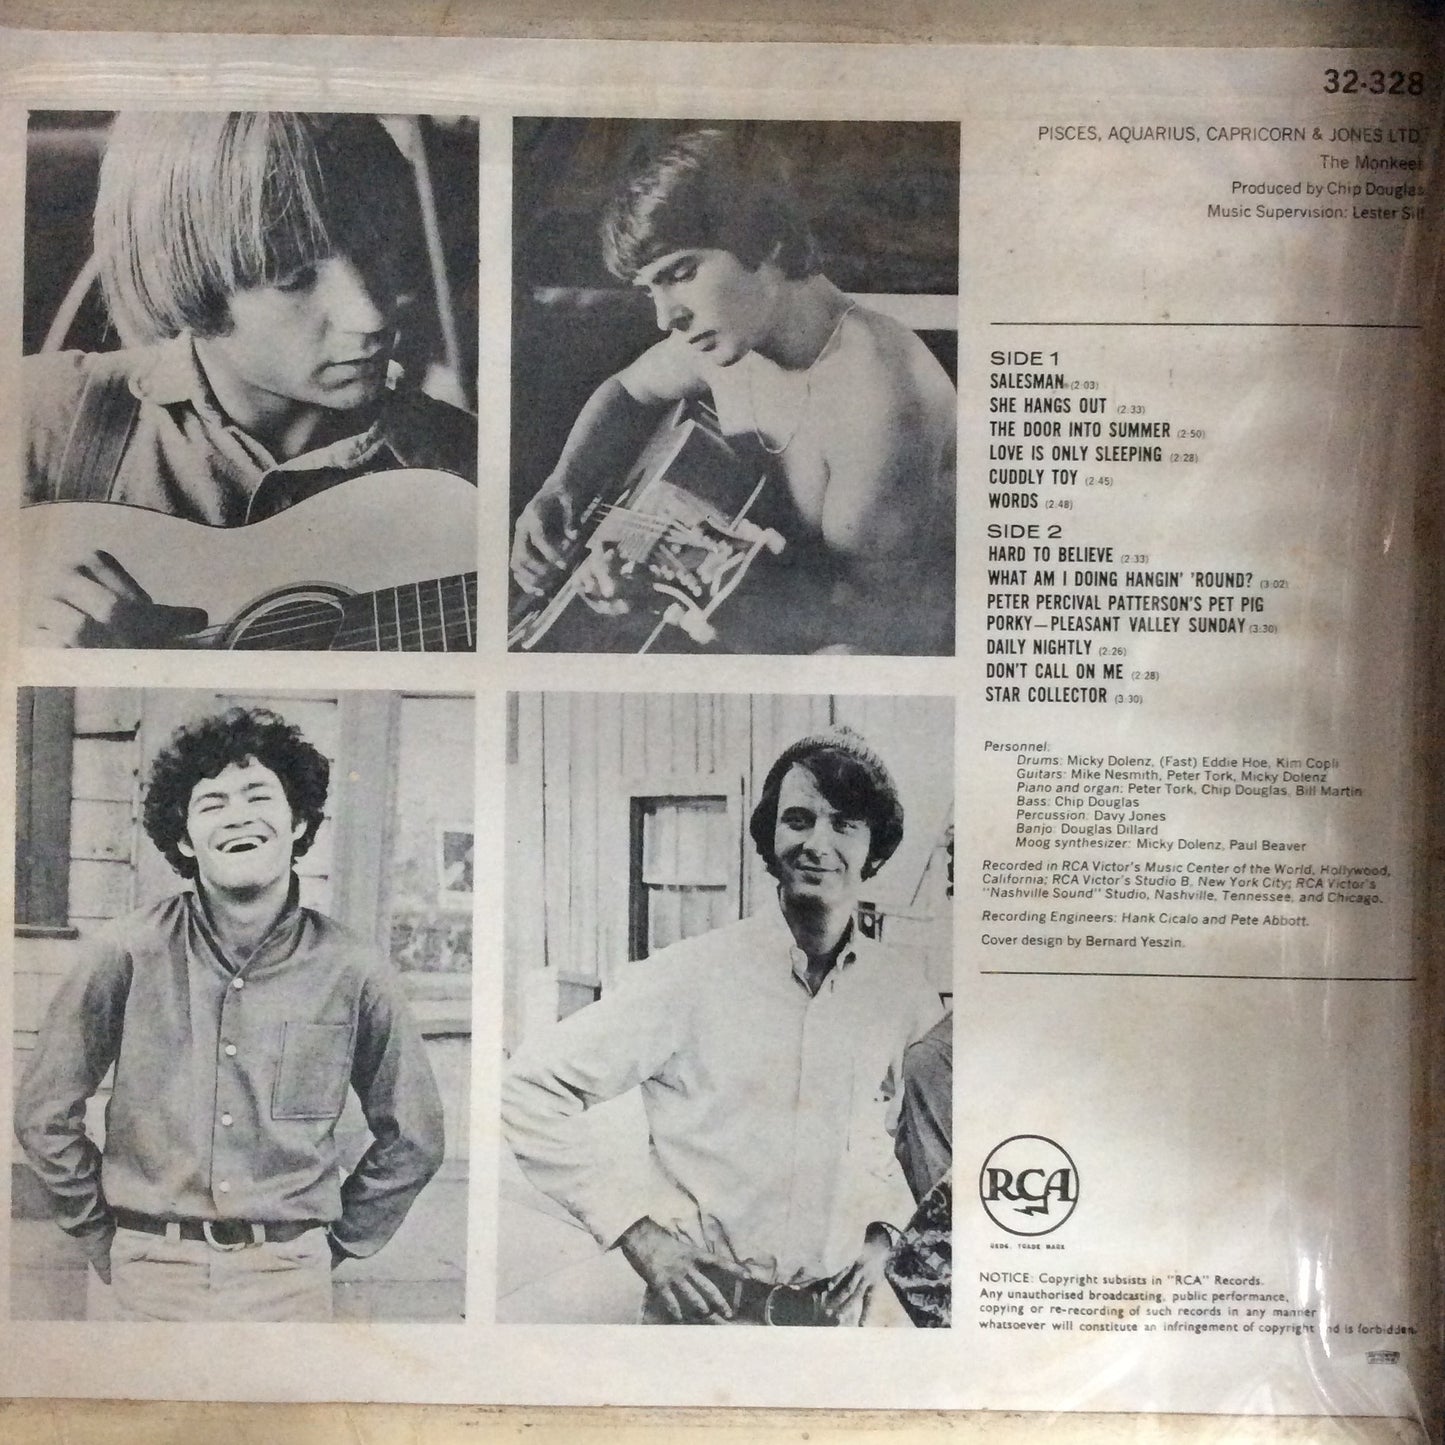 32-328
PISCES, AQUARIUS, CAPRICORN & JONES LTD.
The Monkees
Produced by Chip Douglas
Music Supervision: Lester Sill
SIDE 1
SALESMAN (2:03)
SHE HANGS OUT (2:33)
THE DOOR INTO SUMMER (2:50)
LOVE IS ONLY SLEEPING (2:28)
CUDDLY TOY (2:45)
WORDS (2:48)
SIDE 2
HARD TO BELIEVE (2:33)
WHAT AM I DOING HANGIN' 'ROUND? (3:02)
PETER PERCIVAL PATTERSON'S PET PIG
PORKY—PLEASANT VALLEY SUNDAY (3:30)
DAILY NIGHTLY (2:26)
DON'T CALL ON ME (2:28)
STAR COLLECTOR (3:30)
Personnel:
Drums: Micky Dolenz, (Fast) Eddie Hoe, Kim Copli
Guitars: Mike Nesmith, Peter Tork, Micky Dolenz
Piano and organ: Peter Tork, Chip Douglas, Bill Martin
Bass: Chip Douglas
Percussion: Davy Jones
Banjo: Douglas Dillard
Moog synthesizer: Micky Dolenz, Paul Beaver
Recorded in RCA Victor's Music Center of the World, Hollywood,
California; RCA Victor's Studio B, New York City; RCA Victor's
"Nashville Sound" Studio, Nashville, Tennessee, and Chicago.
Recording Engineers: Hank Cicalo and Pete Abbott.
Cover design by Bernard Yeszin.
RCA
REDG. TRADE MARK
NOTICE: Copyright subsists in "RCA" Records.
Any unauthorised broadcasting, public performance,
copying or re-recording of such records in any manner
whatsoever will constitute an infringement of copyright and is forbidden.